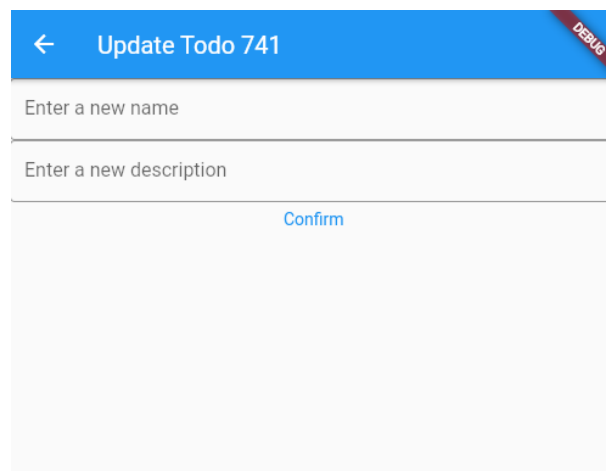 Update Todo 741
DEBUG
Enter a new name
Enter a new description
Confirm